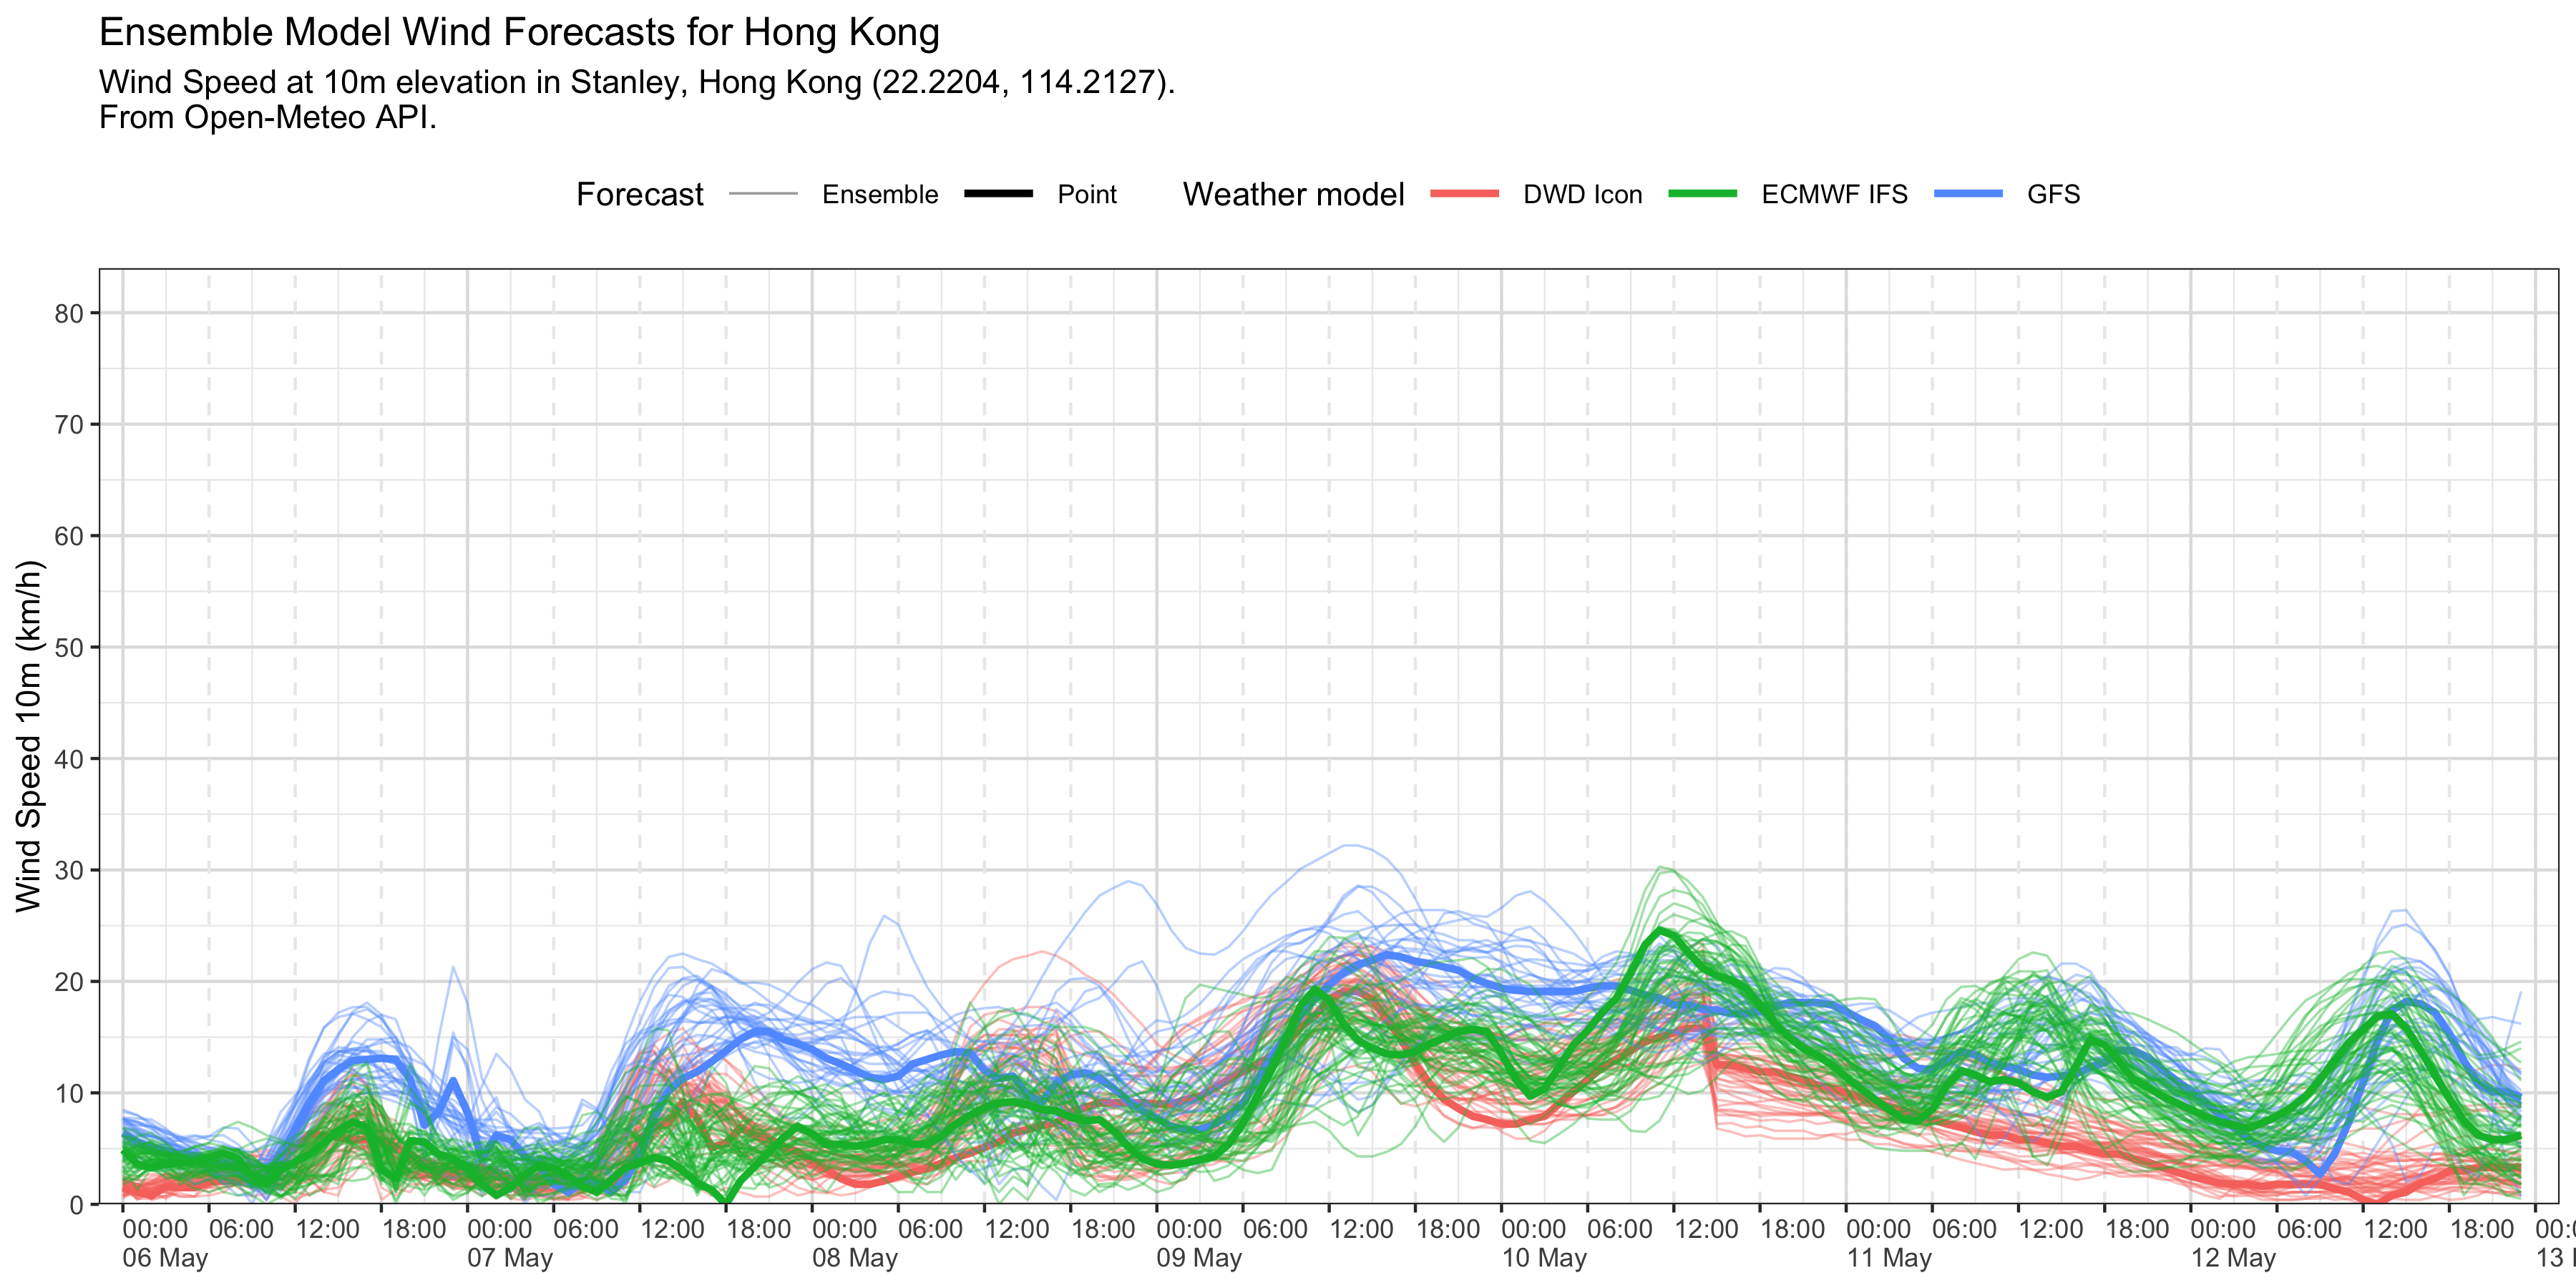 Ensemble Model Wind Forecasts for Hong Kong
Wind Speed at 10m elevation in Stanley, Hong Kong (22.2204, 114.2127).
From Open-Meteo API.
Forecast Ensemble Point Weather model DWD Icon ECMWF IFS GFS
Wind Speed 10m (km/h)
80
70
60
50
40
30
20
10
0
00:00 06:00 12:00 18:00 00:00 06:00 12:00 18:00 00:00 06:00 12:00 18:00 00:00 06:00 12:00 18:00 00:00 06:00 12:00 18:00 00:00 06:00 12:00 18:00 00:00 06:00 12:00 18:00
06 May 07 May 08 May 09 May 10 May 11 May 12 May 13